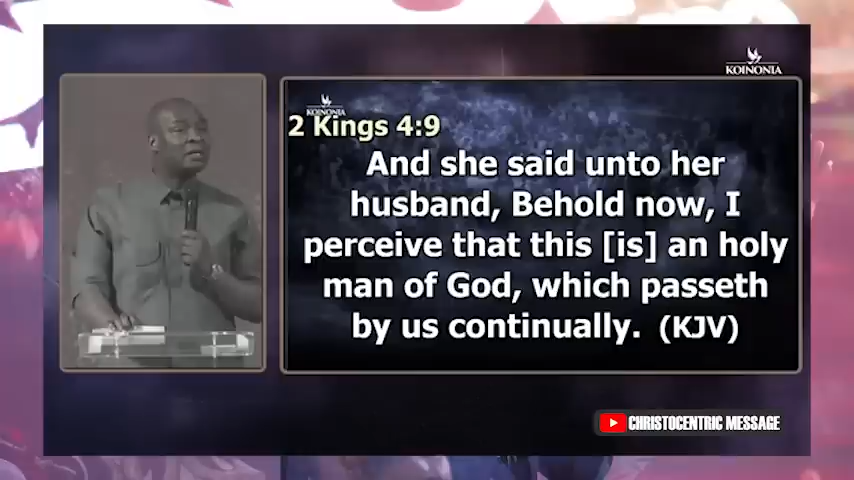 KOINONIA
KOINONIA
2 Kings 4:9
And she said unto her
husband, Behold now, I
perceive that this [is] an holy
man of God, which passeth
by us continually. (KJV)
CHRISTOCENTRIC MESSAGE